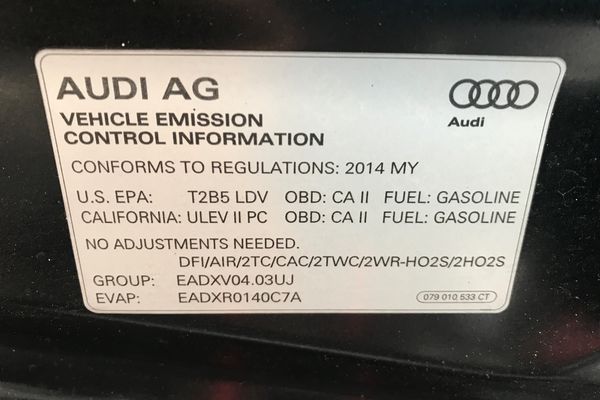 AUDI AG
Audi
VEHICLE EMISSION
CONTROL INFORMATION
CONFORMS TO REGULATIONS: 2014 MY
U.S. EPA: T2B5 LDV OBD: CA II FUEL: GASOLINE
CALIFORNIA: ULEV II PC OBD: CA II FUEL: GASOLINE
NO ADJUSTMENTS NEEDED.
DFI/AIR/2TC/CAC/2TWC/2WR-HO2S/2HO2S
GROUP: EADXV04.03UJ
EVAP: EADXR0140C7A
079 010 533 CT